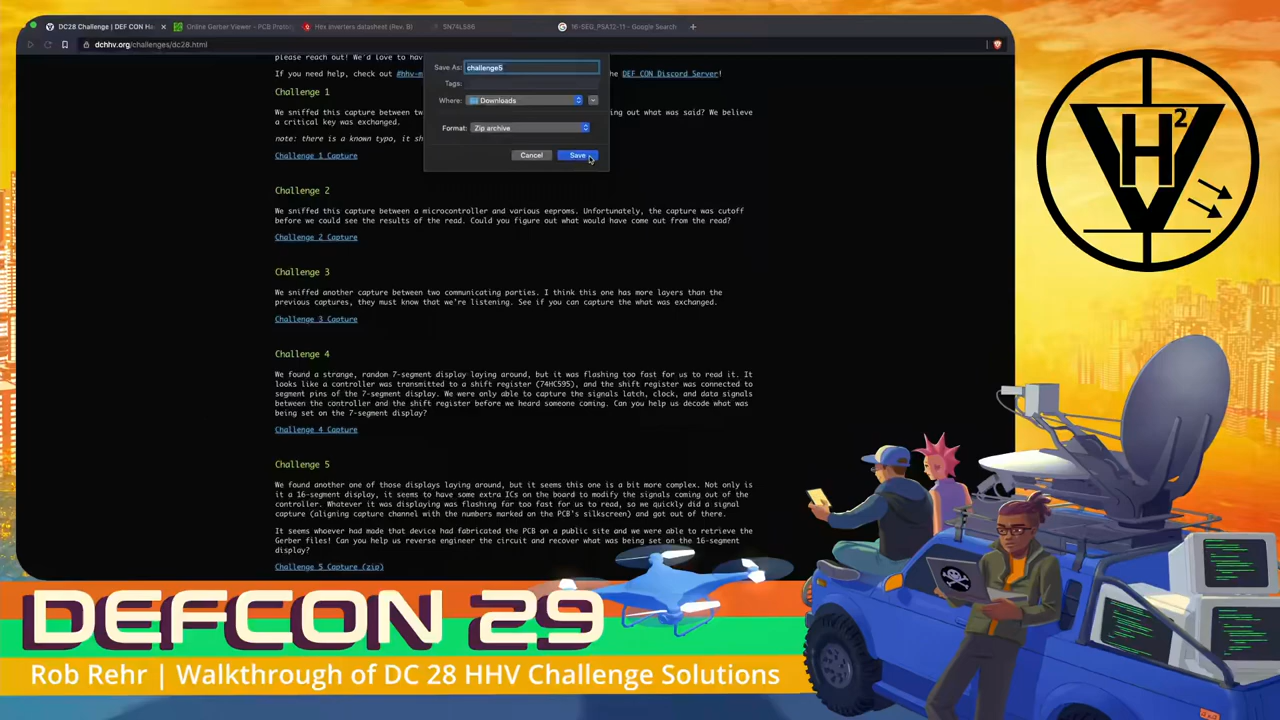 DC28 Challenge | DEF CON Ha
Online Gerber Viewer - PCB Protot
Hex Inverters datasheet (Rev. B)
SN74LS86
16-SEG_PSA12-11 - Google Search
dchhv.org/challenges/dc28.html
please reach out! We'd love to hav
If you need help, check out #hhv-m
the DEF CON Discord Server!
Save As: challenge5
Tags:
Where: Downloads
Format: Zip archive
Cancel Save
Challenge 1
We sniffed this capture between tw
ing out what was said? We believe
a critical key was exchanged.
note: there is a known typo, it sh
Challenge 1 Capture
Challenge 2
We sniffed this capture between a microcontroller and various eeproms. Unfortunately, the capture was cutoff
before we could see the results of the read. Could you figure out what would have come out from the read?
Challenge 2 Capture
Challenge 3
We sniffed another capture between two communicating parties. I think this one has more layers than the
previous captures, they must know that we're listening. See if you can capture the what was exchanged.
Challenge 3 Capture
Challenge 4
We found a strange, random 7-segment display laying around, but it was flashing too fast for us to read it. It
looks like a controller was transmitted to a shift register (74HC595), and the shift register was connected to
segment pins of the 7-segment display. We were only able to capture the signals latch, clock, and data signals
between the controller and the shift register before we heard someone coming. Can you help us decode what was
being set on the 7-segment display?
Challenge 4 Capture
Challenge 5
We found another one of those displays laying around, but it seems this one is a bit more complex. Not only is
it a 16-segment display, it seems to have some extra ICs on the board to modify the signals coming out of the
controller. Whatever it was displaying was flashing far too fast for us to read, so we quickly did a signal
capture (aligning capture channel with the numbers marked on the PCB's silkscreen) and got out of there.
It seems whoever had made that device had fabricated the PCB on a public site and we were able to retrieve the
Gerber files! Can you help us reverse engineer the circuit and recover what was being set on the 16-segment
display?
Challenge 5 Capture (zip)
H2
DEFCON 29
Rob Rehr | Walkthrough of DC 28 HHV Challenge Solutions